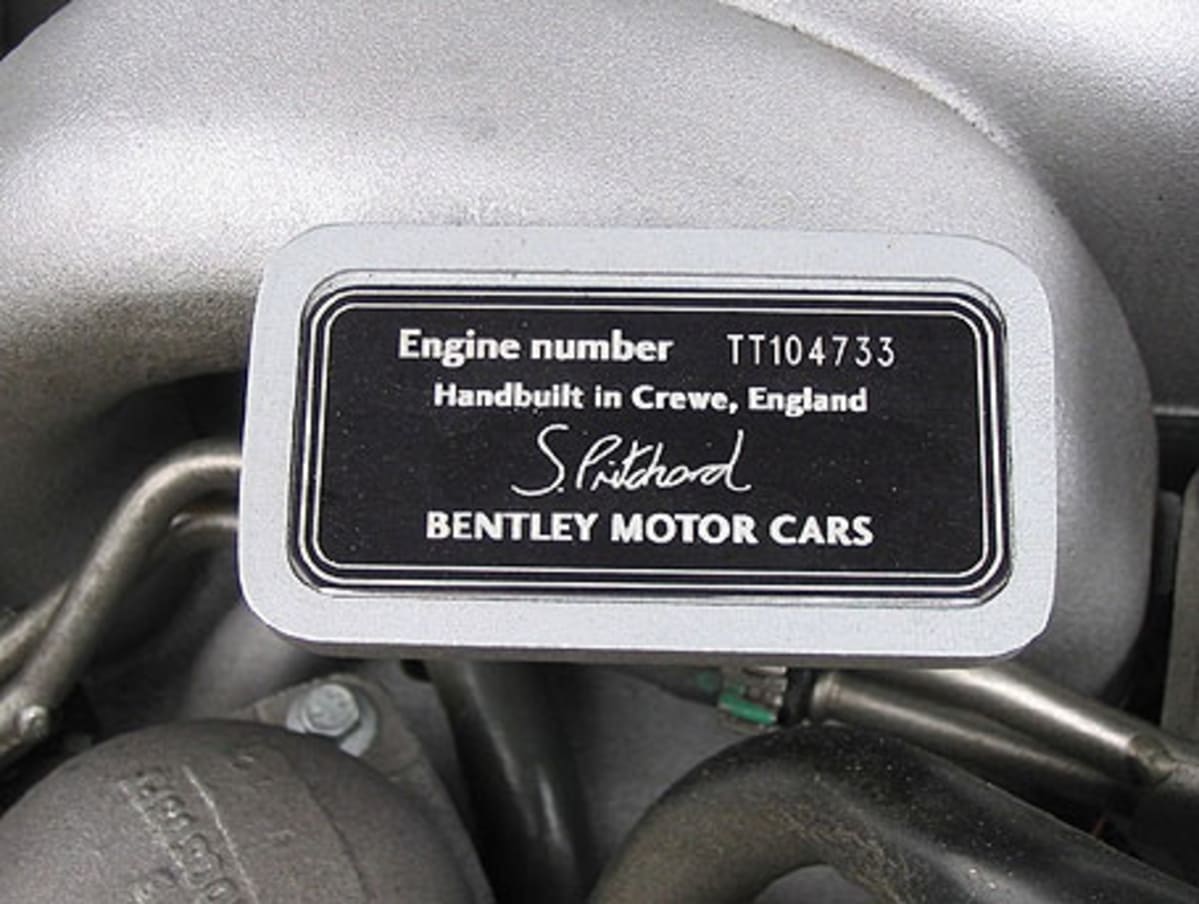 Engine number TT104733
Handbuilt in Crewe, England
S. Pritchard
BENTLEY MOTOR CARS